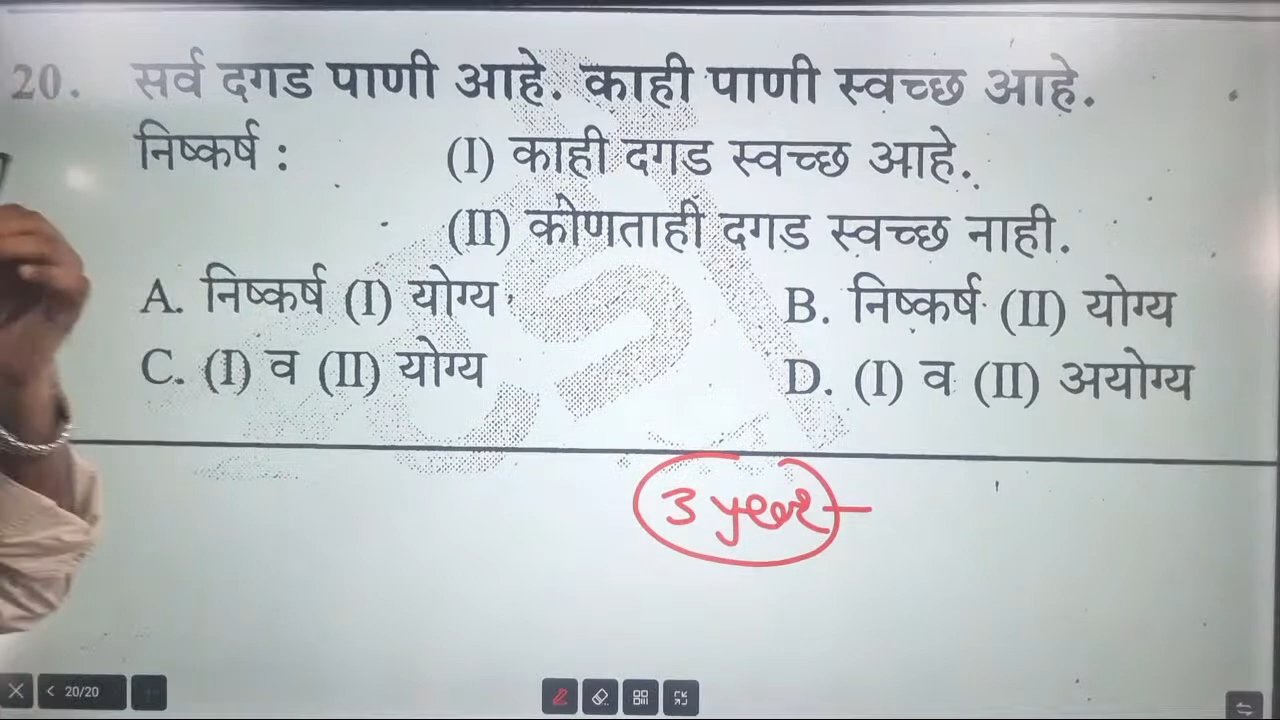 20. सर्व दगड पाणी आहे. काही पाणी स्वच्छ आहे.
निष्कर्ष : (I) काही दगड स्वच्छ आहे.
(II) कोणताही दगड स्वच्छ नाही.
A. निष्कर्ष (I) योग्य B. निष्कर्ष (II) योग्य
C. (I) व (II) योग्य D. (I) व (II) अयोग्य
3 year
20/20